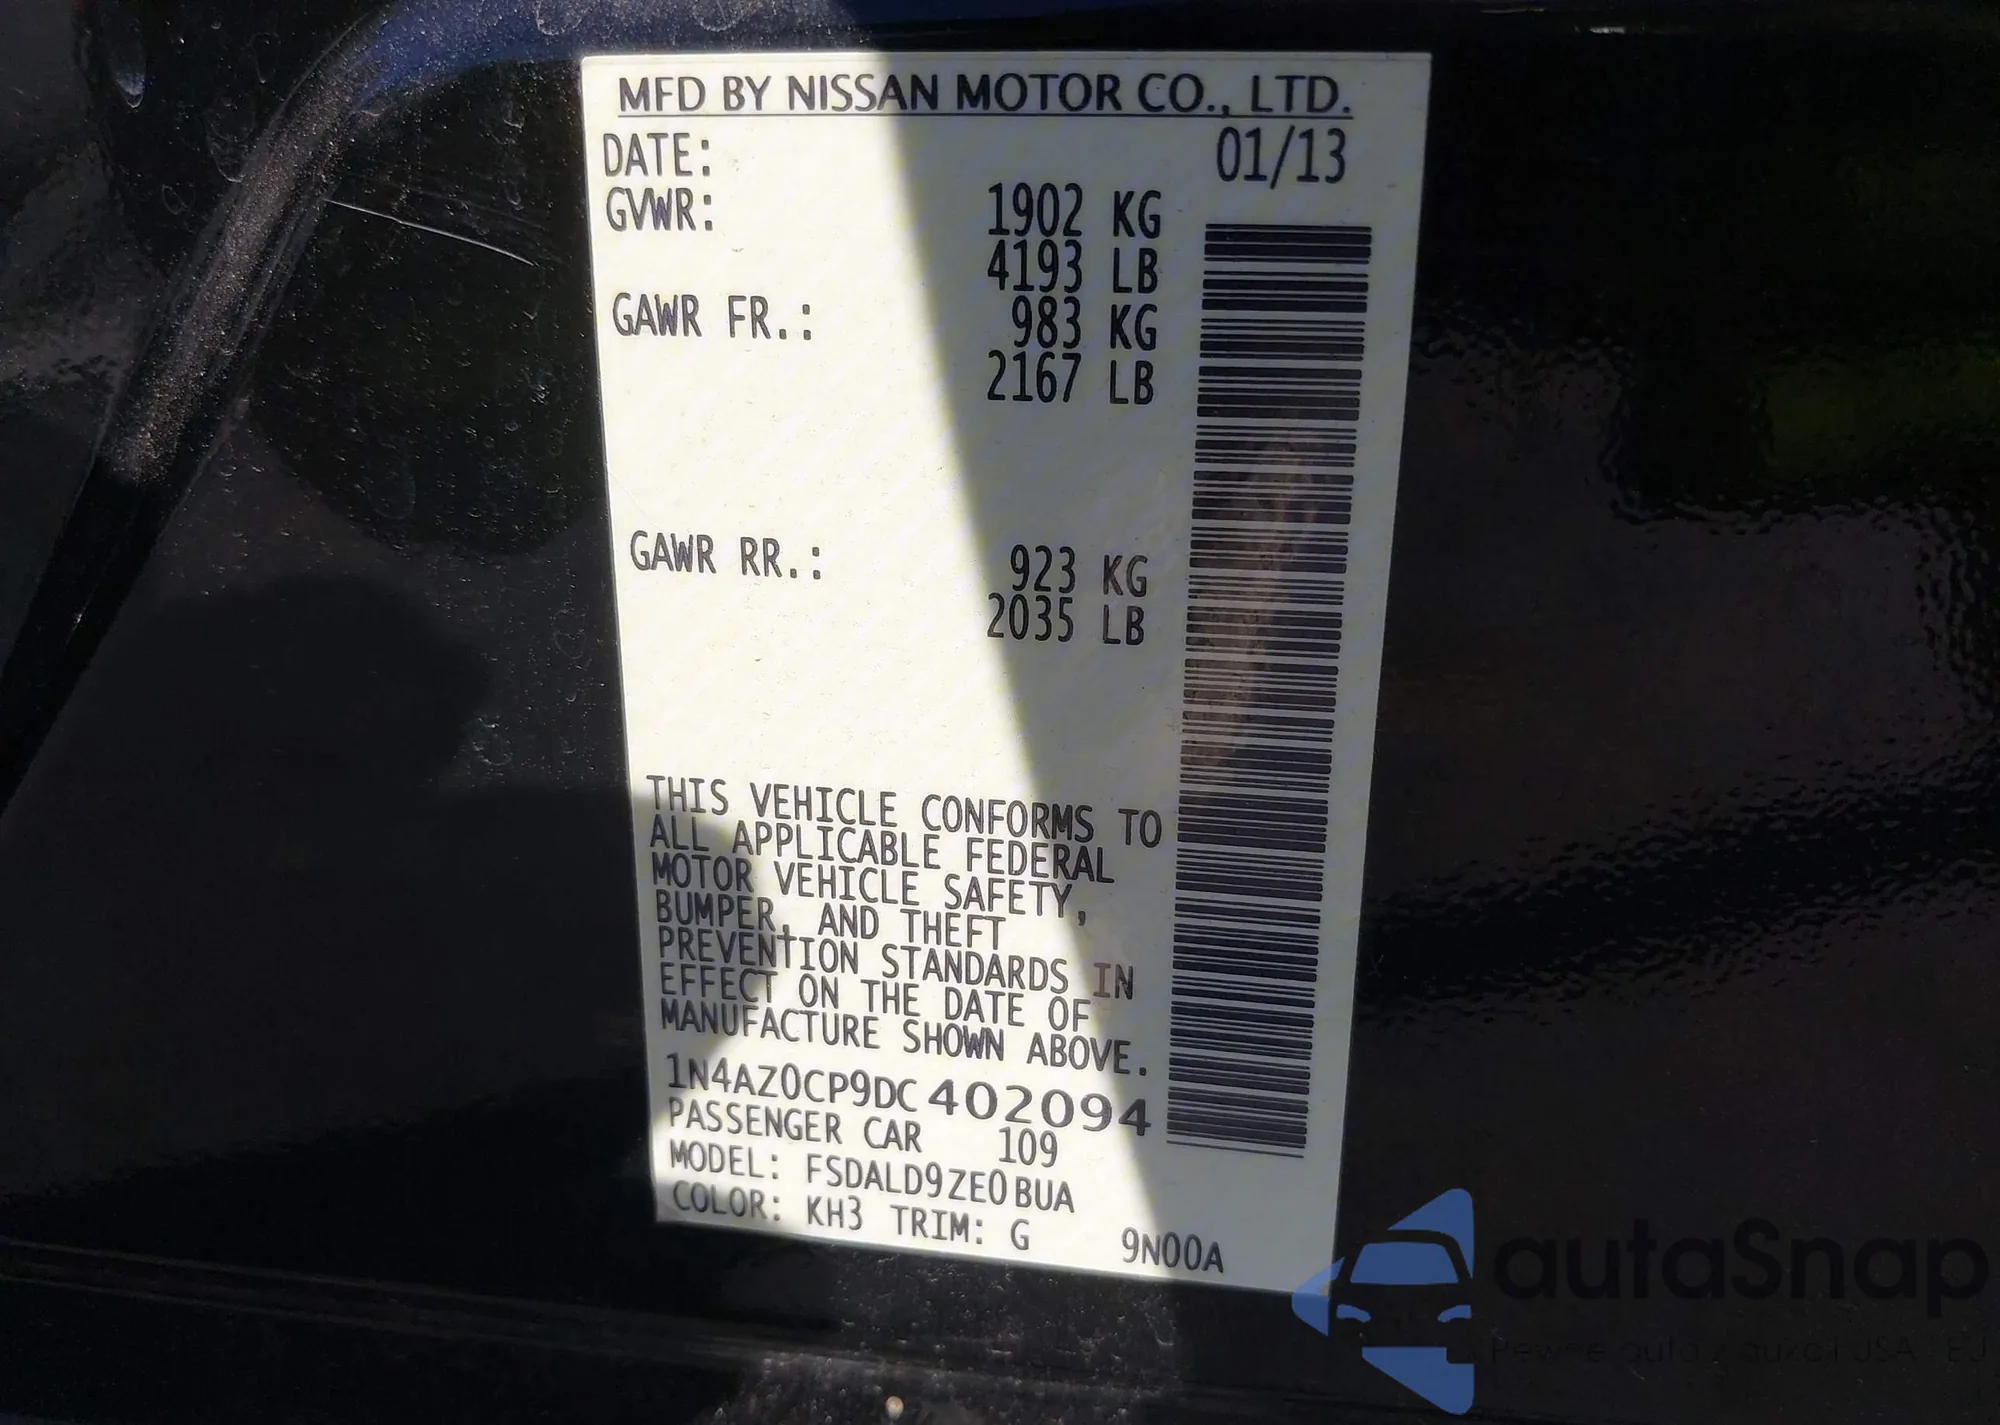 MFD BY NISSAN MOTOR CO., LTD.
DATE: 01/13
GVWR: 1902 KG
4193 LB
GAWR FR.: 983 KG
2167 LB
GAWR RR.: 923 KG
2035 LB
THIS VEHICLE CONFORMS TO
ALL APPLICABLE FEDERAL
MOTOR VEHICLE SAFETY,
BUMPER, AND THEFT
PREVENTION STANDARDS IN
EFFECT ON THE DATE OF
MANUFACTURE SHOWN ABOVE.
1N4AZ0CP9DC402094
PASSENGER CAR 109
MODEL: FSDALD9ZE0BUA
COLOR: KH3 TRIM: G 9N00A
autaSnap
auta z USA